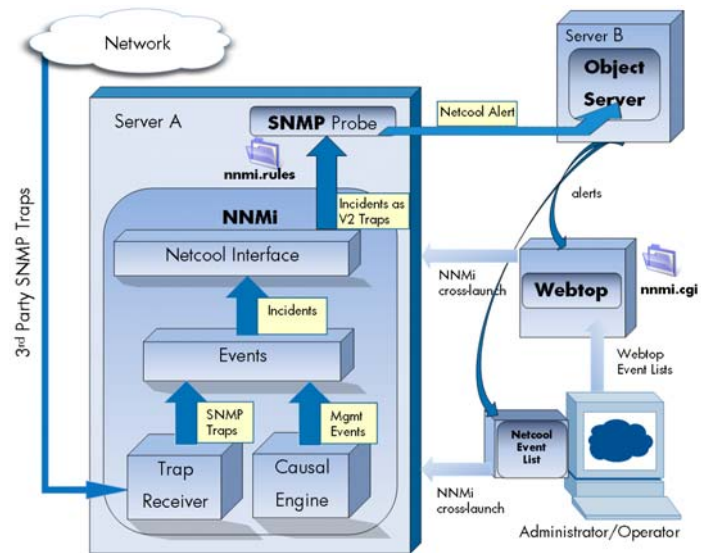 Network
Server B
Object
Server
Server A
SNMP Probe
Netcool Alert
nnmi.rules
alerts
NNMi
Incidents as
V2 Traps
Netcool Interface
NNMi
cross-launch
Webtop
nnmi.cgi
3rd Party SNMP Traps
Incidents
Events
Webtop
Event Lists
SNMP
Traps
Mgmt
Events
Netcool
Event
List
Trap
Receiver
Causal
Engine
NNMi
cross-launch
Administrator/Operator